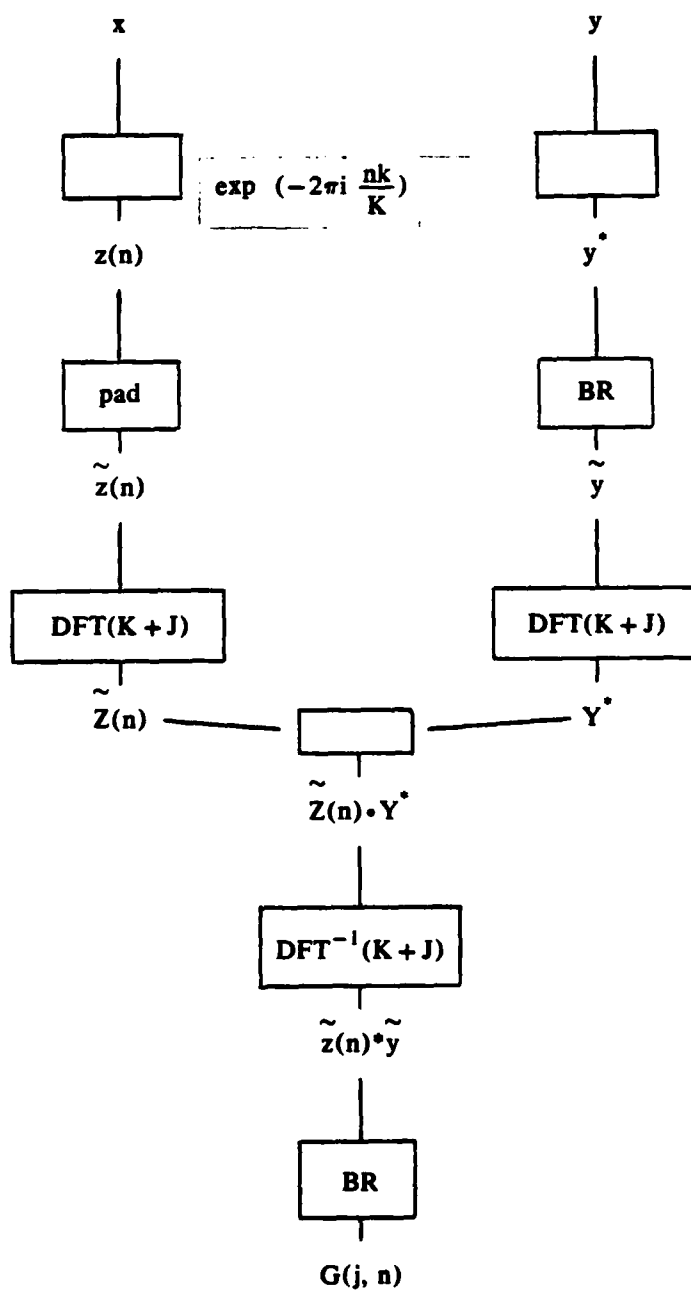 x y
exp (−2πi nk/K)
z(n) y*
pad BR
z̃(n) ỹ
DFT(K + J) DFT(K + J)
Z̃(n) Y*
Z̃(n) • Y*
DFT⁻¹(K + J)
z̃(n)*ỹ
BR
G(j, n)